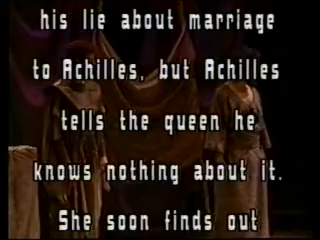 his lie about marriage
to Achilles, but Achilles
tells the queen he
knows nothing about it.
She soon finds out